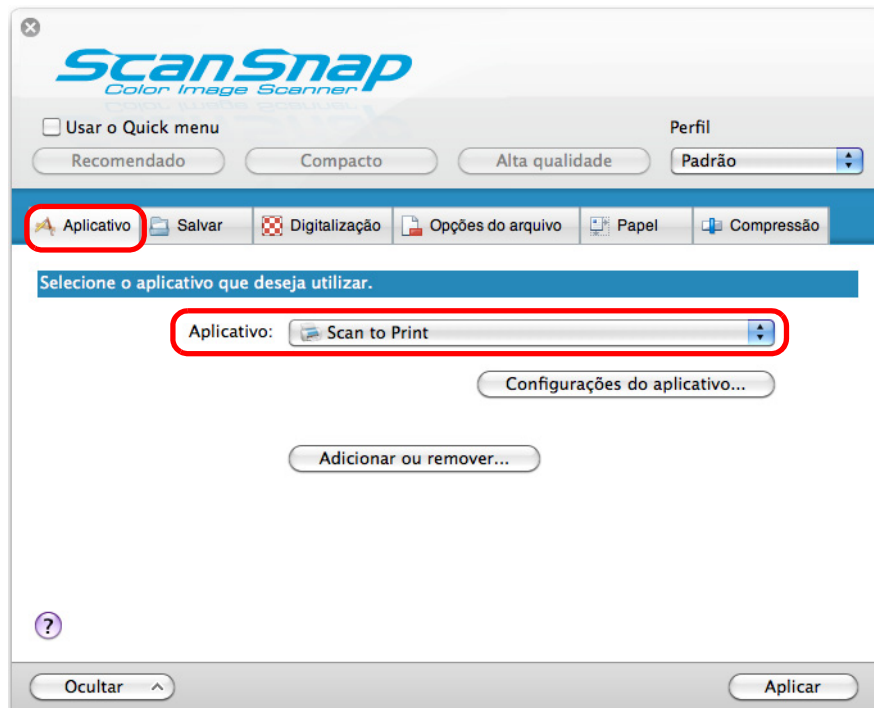 ScanSnap
Color Image Scanner
Usar o Quick menu
Perfil
Recomendado
Compacto
Alta qualidade
Padrão
Aplicativo
Salvar
Digitalização
Opções do arquivo
Papel
Compressão
Selecione o aplicativo que deseja utilizar.
Aplicativo:
Scan to Print
Configurações do aplicativo...
Adicionar ou remover...
?
Ocultar
Aplicar